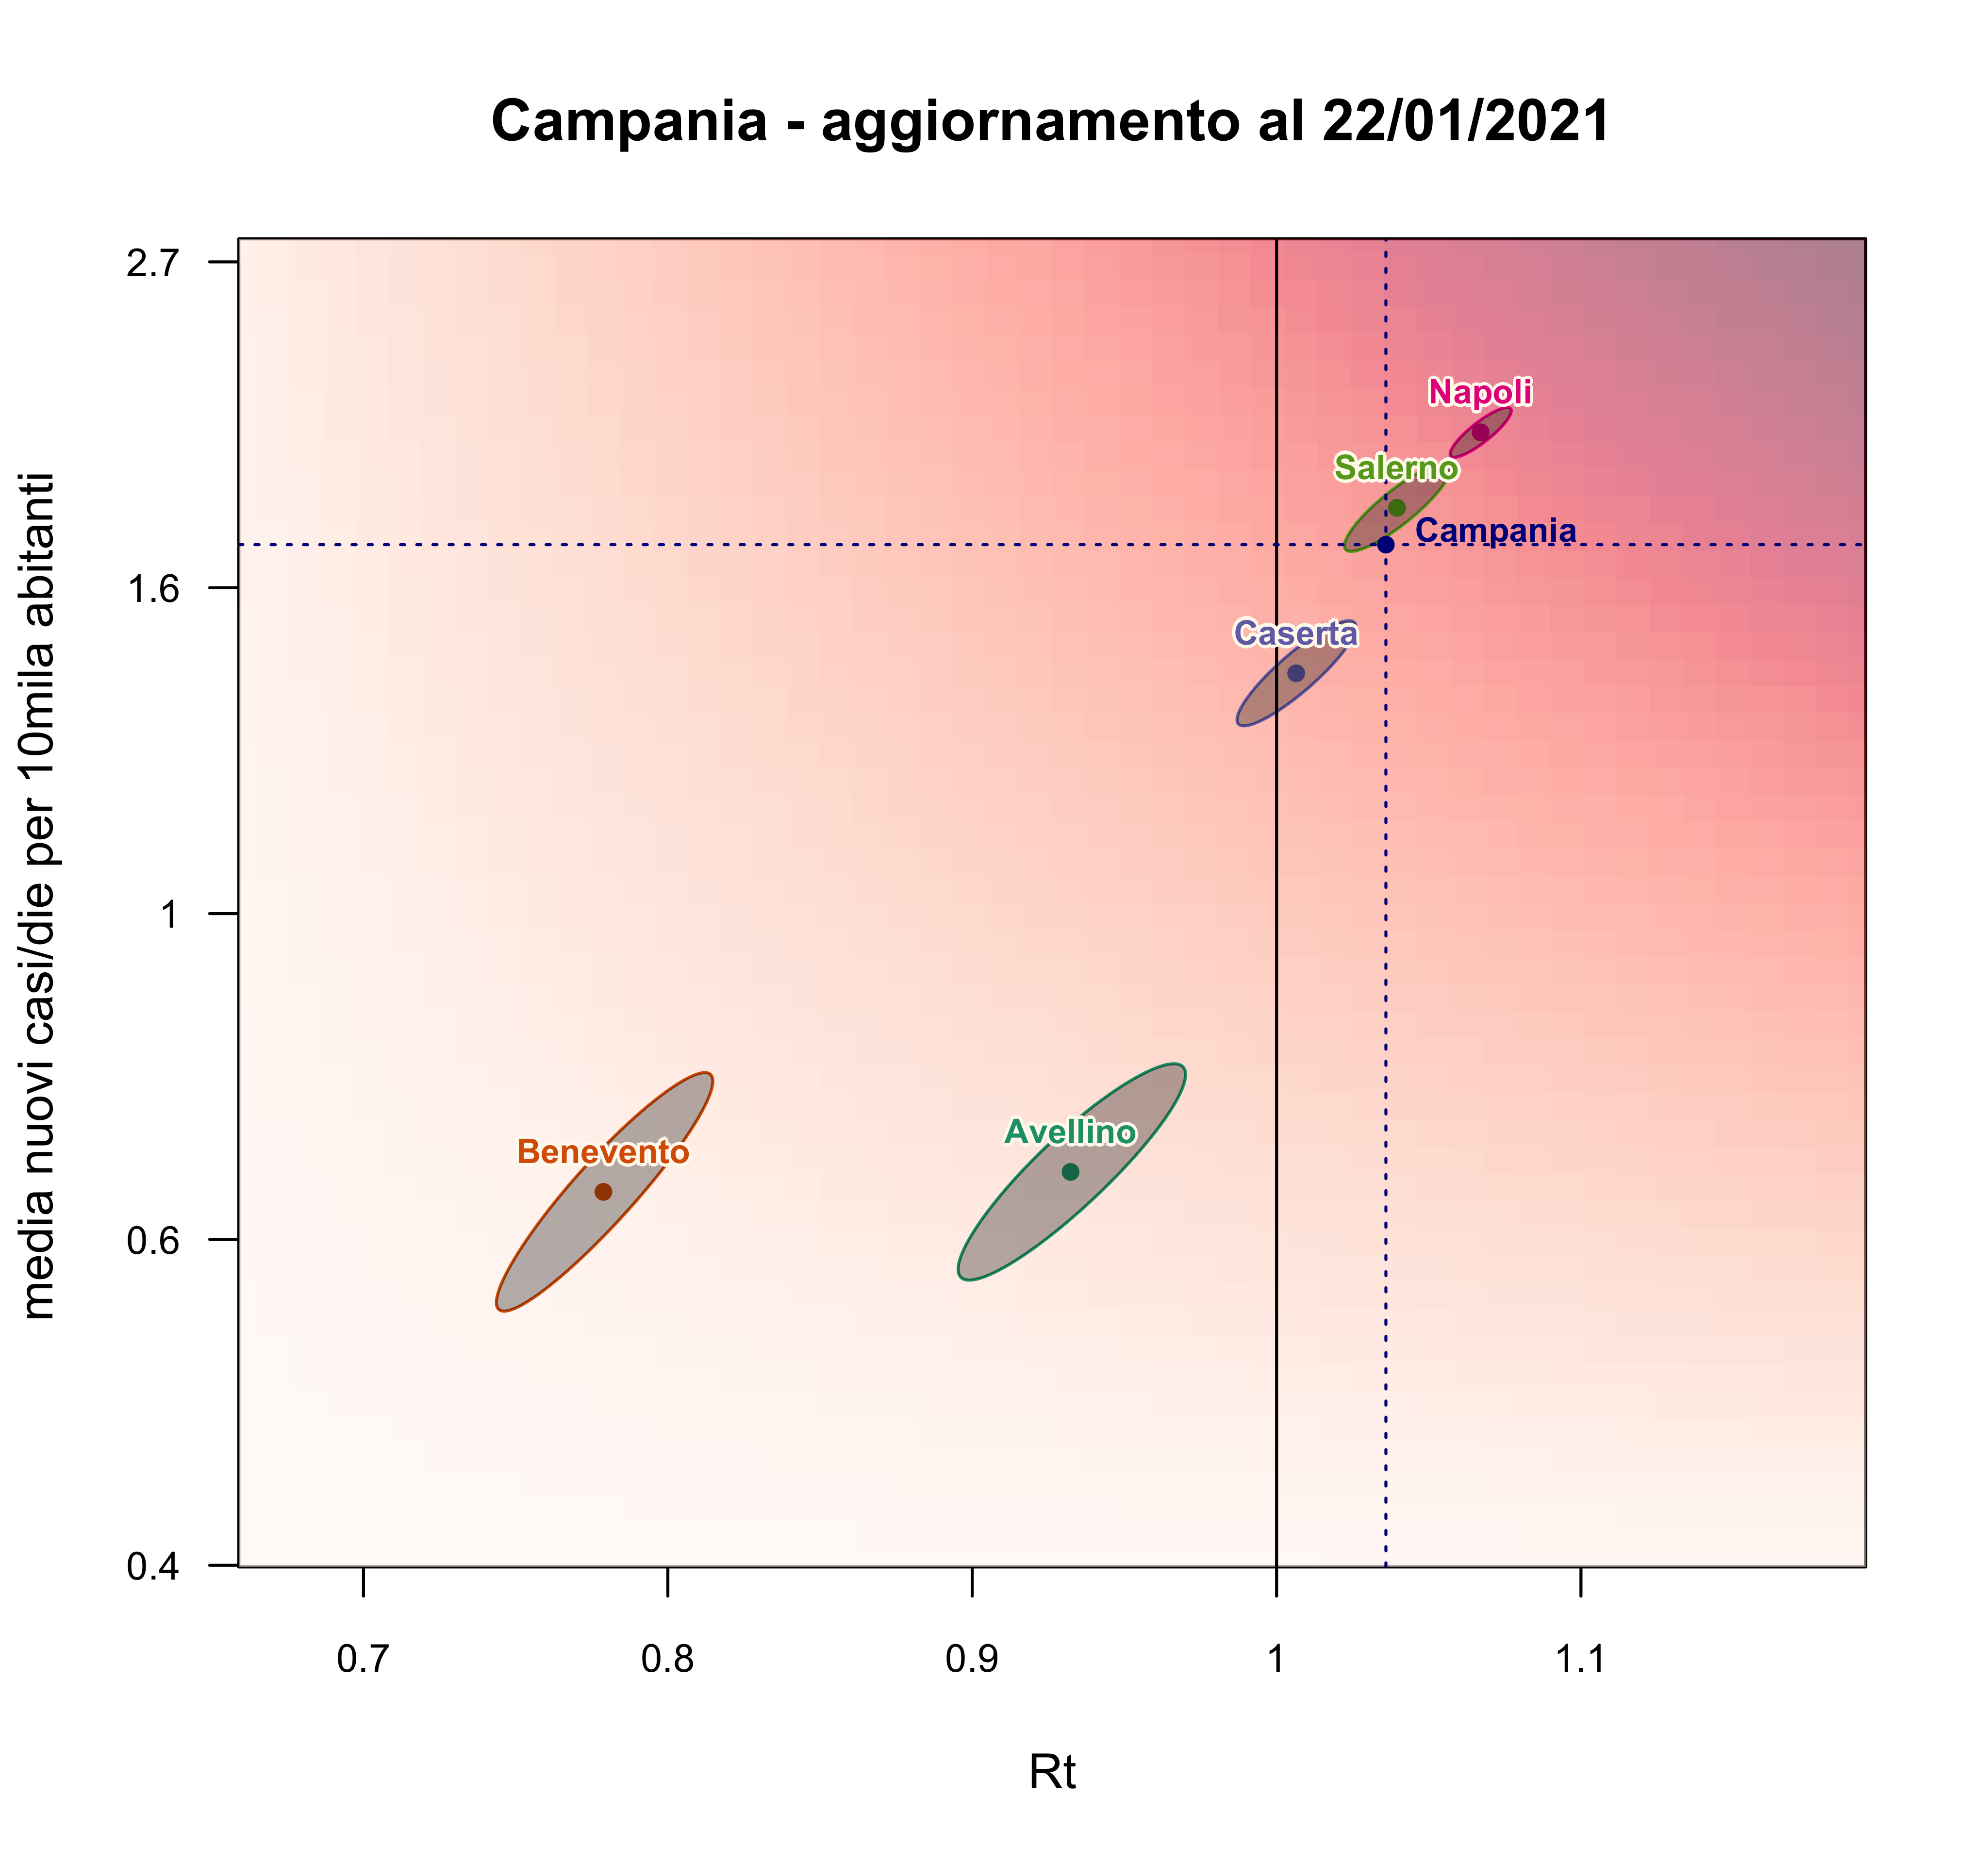 Campania - aggiornamento al 22/01/2021
media nuovi casi/die per 10mila abitanti
2.7
1.6
1
0.6
0.4
Napoli
Salerno
Campania
Caserta
Avellino
Benevento
0.7
0.8
0.9
1
1.1
Rt